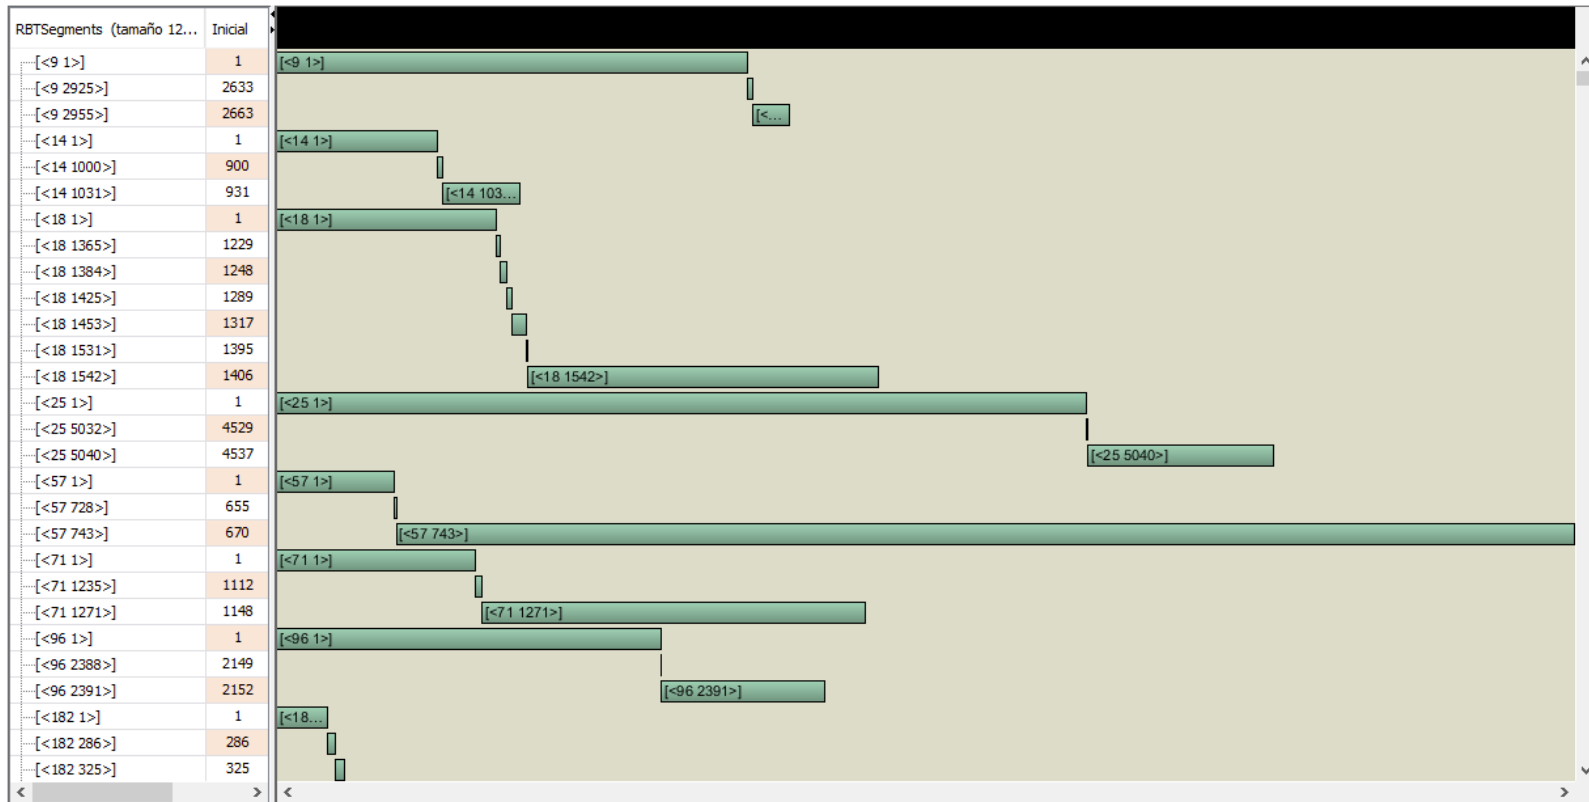 RBTSegments (tamaño 12... Inicial
[<9 1>] 1 [<9 1>]
[<9 2925>] 2633
[<9 2955>] 2663 [<...
[<14 1>] 1 [<14 1>]
[<14 1000>] 900
[<14 1031>] 931 [<14 103...
[<18 1>] 1 [<18 1>]
[<18 1365>] 1229
[<18 1384>] 1248
[<18 1425>] 1289
[<18 1453>] 1317
[<18 1531>] 1395
[<18 1542>] 1406 [<18 1542>]
[<25 1>] 1 [<25 1>]
[<25 5032>] 4529
[<25 5040>] 4537 [<25 5040>]
[<57 1>] 1 [<57 1>]
[<57 728>] 655
[<57 743>] 670 [<57 743>]
[<71 1>] 1 [<71 1>]
[<71 1235>] 1112
[<71 1271>] 1148 [<71 1271>]
[<96 1>] 1 [<96 1>]
[<96 2388>] 2149
[<96 2391>] 2152 [<96 2391>]
[<182 1>] 1 [<18...
[<182 286>] 286
[<182 325>] 325